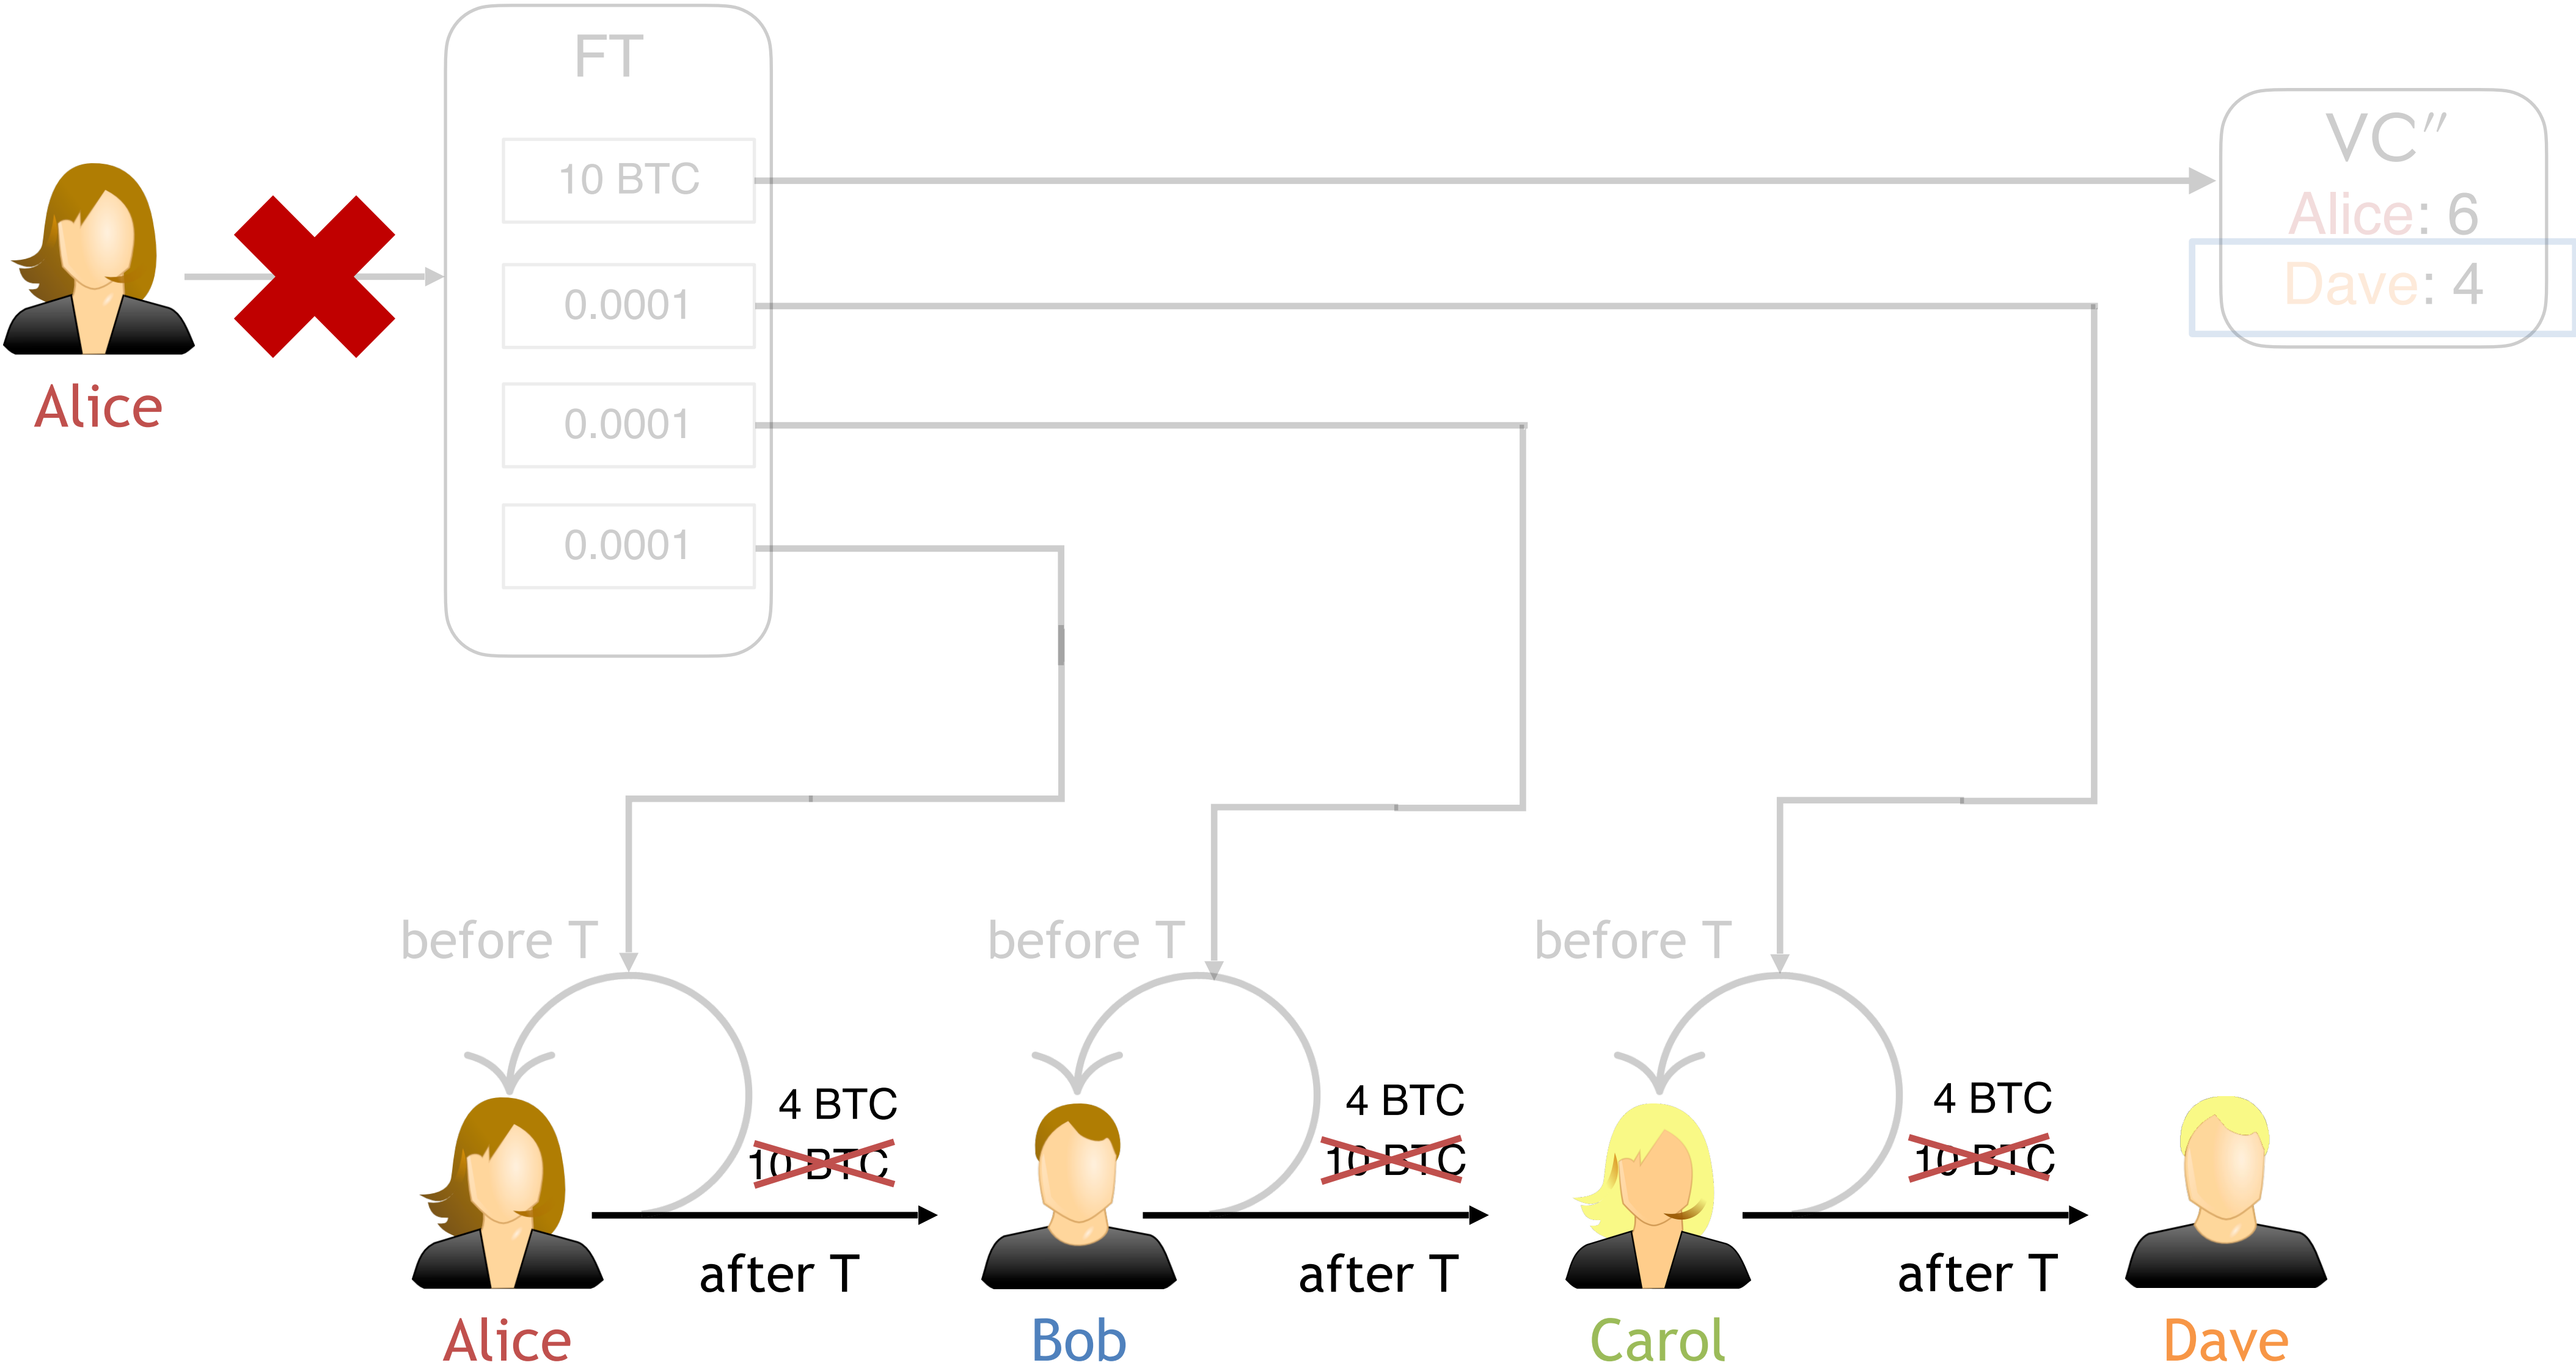 FT
10 BTC
0.0001
0.0001
0.0001
VC″
Alice: 6
Dave: 4
Alice
before T
before T
before T
4 BTC
10 BTC
after T
4 BTC
10 BTC
after T
4 BTC
10 BTC
after T
Alice
Bob
Carol
Dave